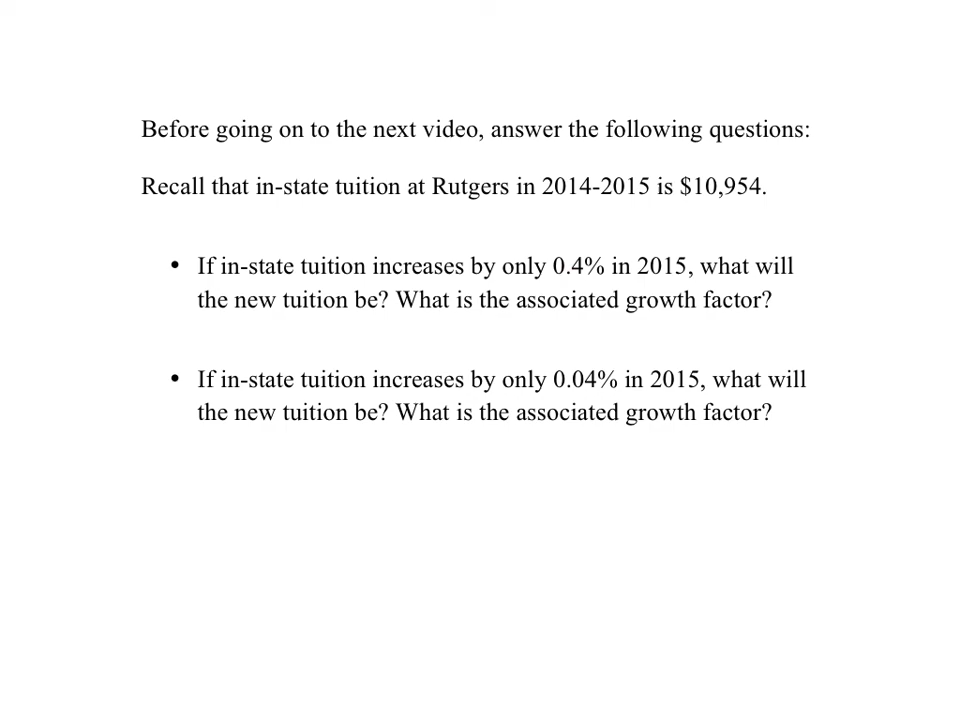 Before going on to the next video, answer the following questions:
Recall that in-state tuition at Rutgers in 2014-2015 is $10,954.
• If in-state tuition increases by only 0.4% in 2015, what will
the new tuition be? What is the associated growth factor?
• If in-state tuition increases by only 0.04% in 2015, what will
the new tuition be? What is the associated growth factor?